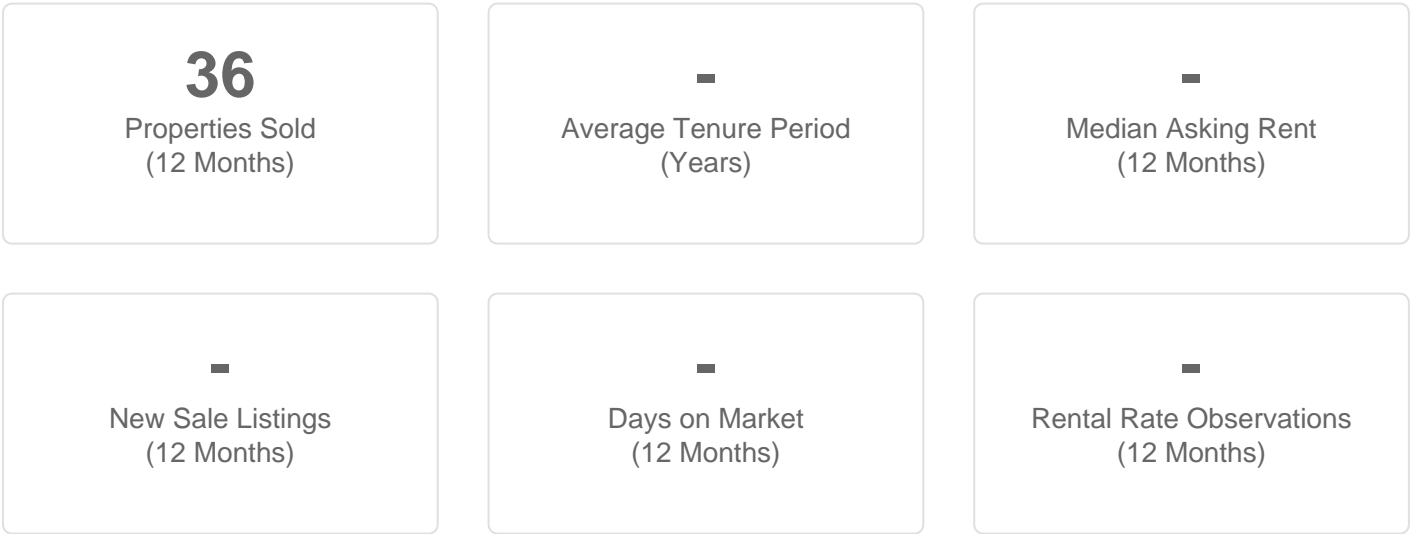 36
Properties Sold
(12 Months)
-
Average Tenure Period
(Years)
-
Median Asking Rent
(12 Months)
-
New Sale Listings
(12 Months)
-
Days on Market
(12 Months)
-
Rental Rate Observations
(12 Months)